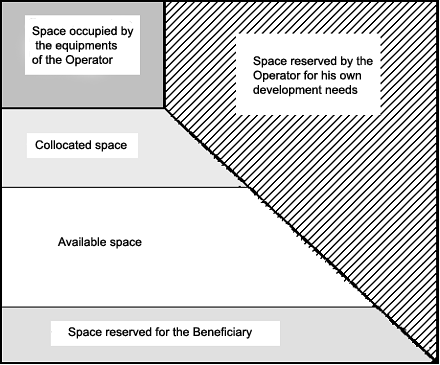 Space occupied by
the equipments
of the Operator
Space reserved by the
Operator for his own
development needs
Collocated space
Available space
Space reserved for the Beneficiary